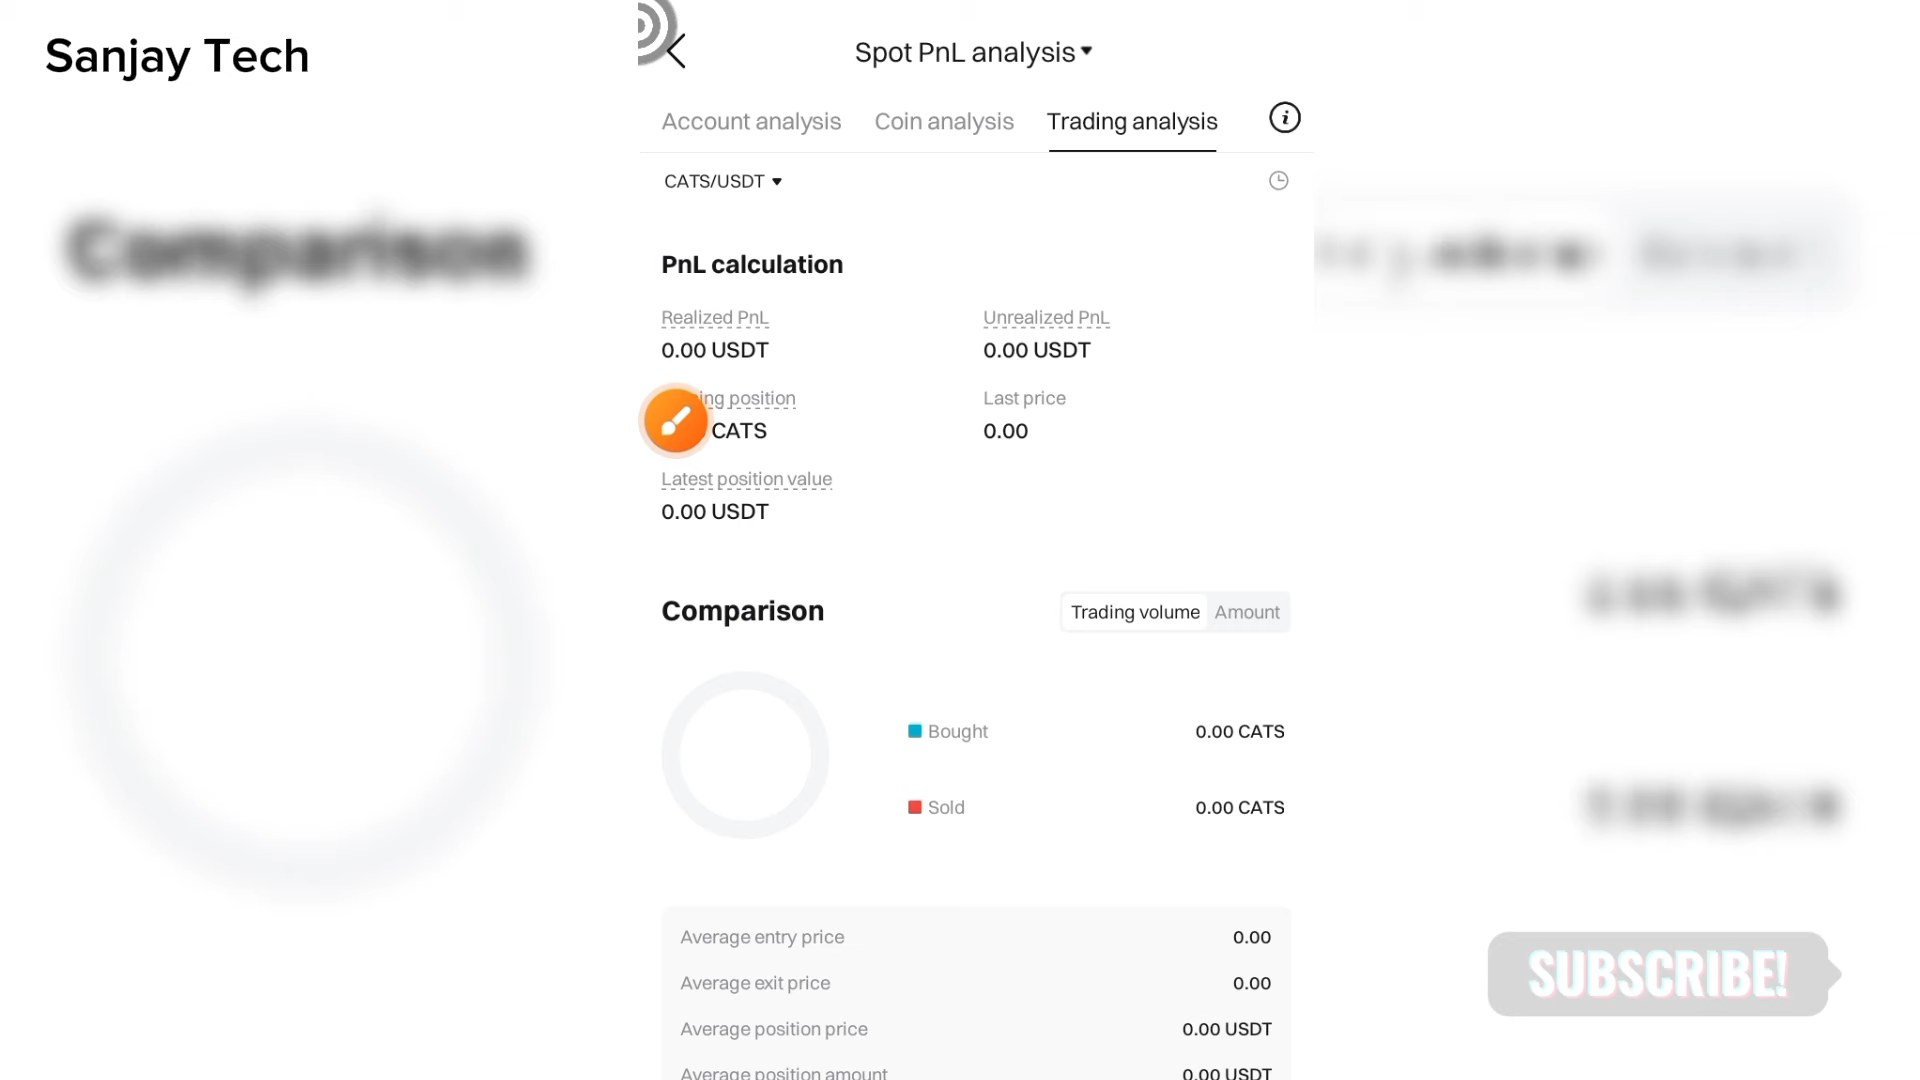 Sanjay Tech
Spot PnL analysis
Account analysis Coin analysis Trading analysis
CATS/USDT
Comparison
PnL calculation
Realized PnL Unrealized PnL
0.00 USDT 0.00 USDT
ing position Last price
CATS 0.00
Latest position value
0.00 USDT
Comparison Trading volume Amount
Bought 0.00 CATS
Sold 0.00 CATS
Average entry price 0.00
Average exit price 0.00
SUBSCRIBE!
Average position price 0.00 USDT
Average position amount 0.00 USDT